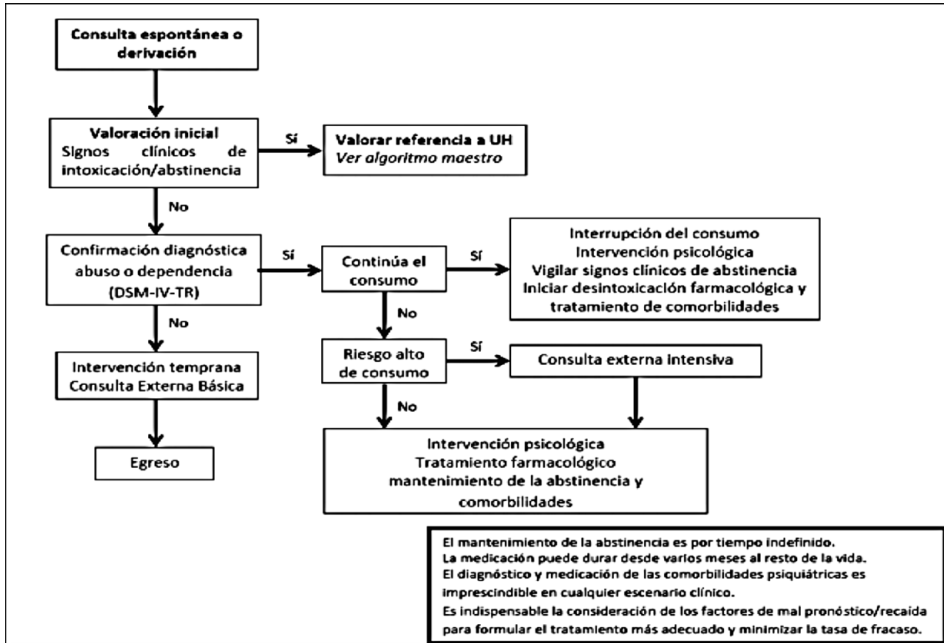 Consulta espontánea o
derivación
Valoración inicial
Signos clínicos de
intoxicación/abstinencia
Sí
Valorar referencia a UH
Ver algoritmo maestro
No
Confirmación diagnóstica
abuso o dependencia
(DSM-IV-TR)
Sí
Continúa el
consumo
Sí
Interrupción del consumo
Intervención psicológica
Vigilar signos clínicos de abstinencia
Iniciar desintoxicación farmacológica y
tratamiento de comorbilidades
No
No
Intervención temprana
Consulta Externa Básica
Riesgo alto
de consumo
Sí
Consulta externa intensiva
No
Egreso
Intervención psicológica
Tratamiento farmacológico
mantenimiento de la abstinencia y
comorbilidades
El mantenimiento de la abstinencia es por tiempo indefinido.
La medicación puede durar desde varios meses al resto de la vida.
El diagnóstico y medicación de las comorbilidades psiquiátricas es
imprescindible en cualquier escenario clínico.
Es indispensable la consideración de los factores de mal pronóstico/recaída
para formular el tratamiento más adecuado y minimizar la tasa de fracaso.